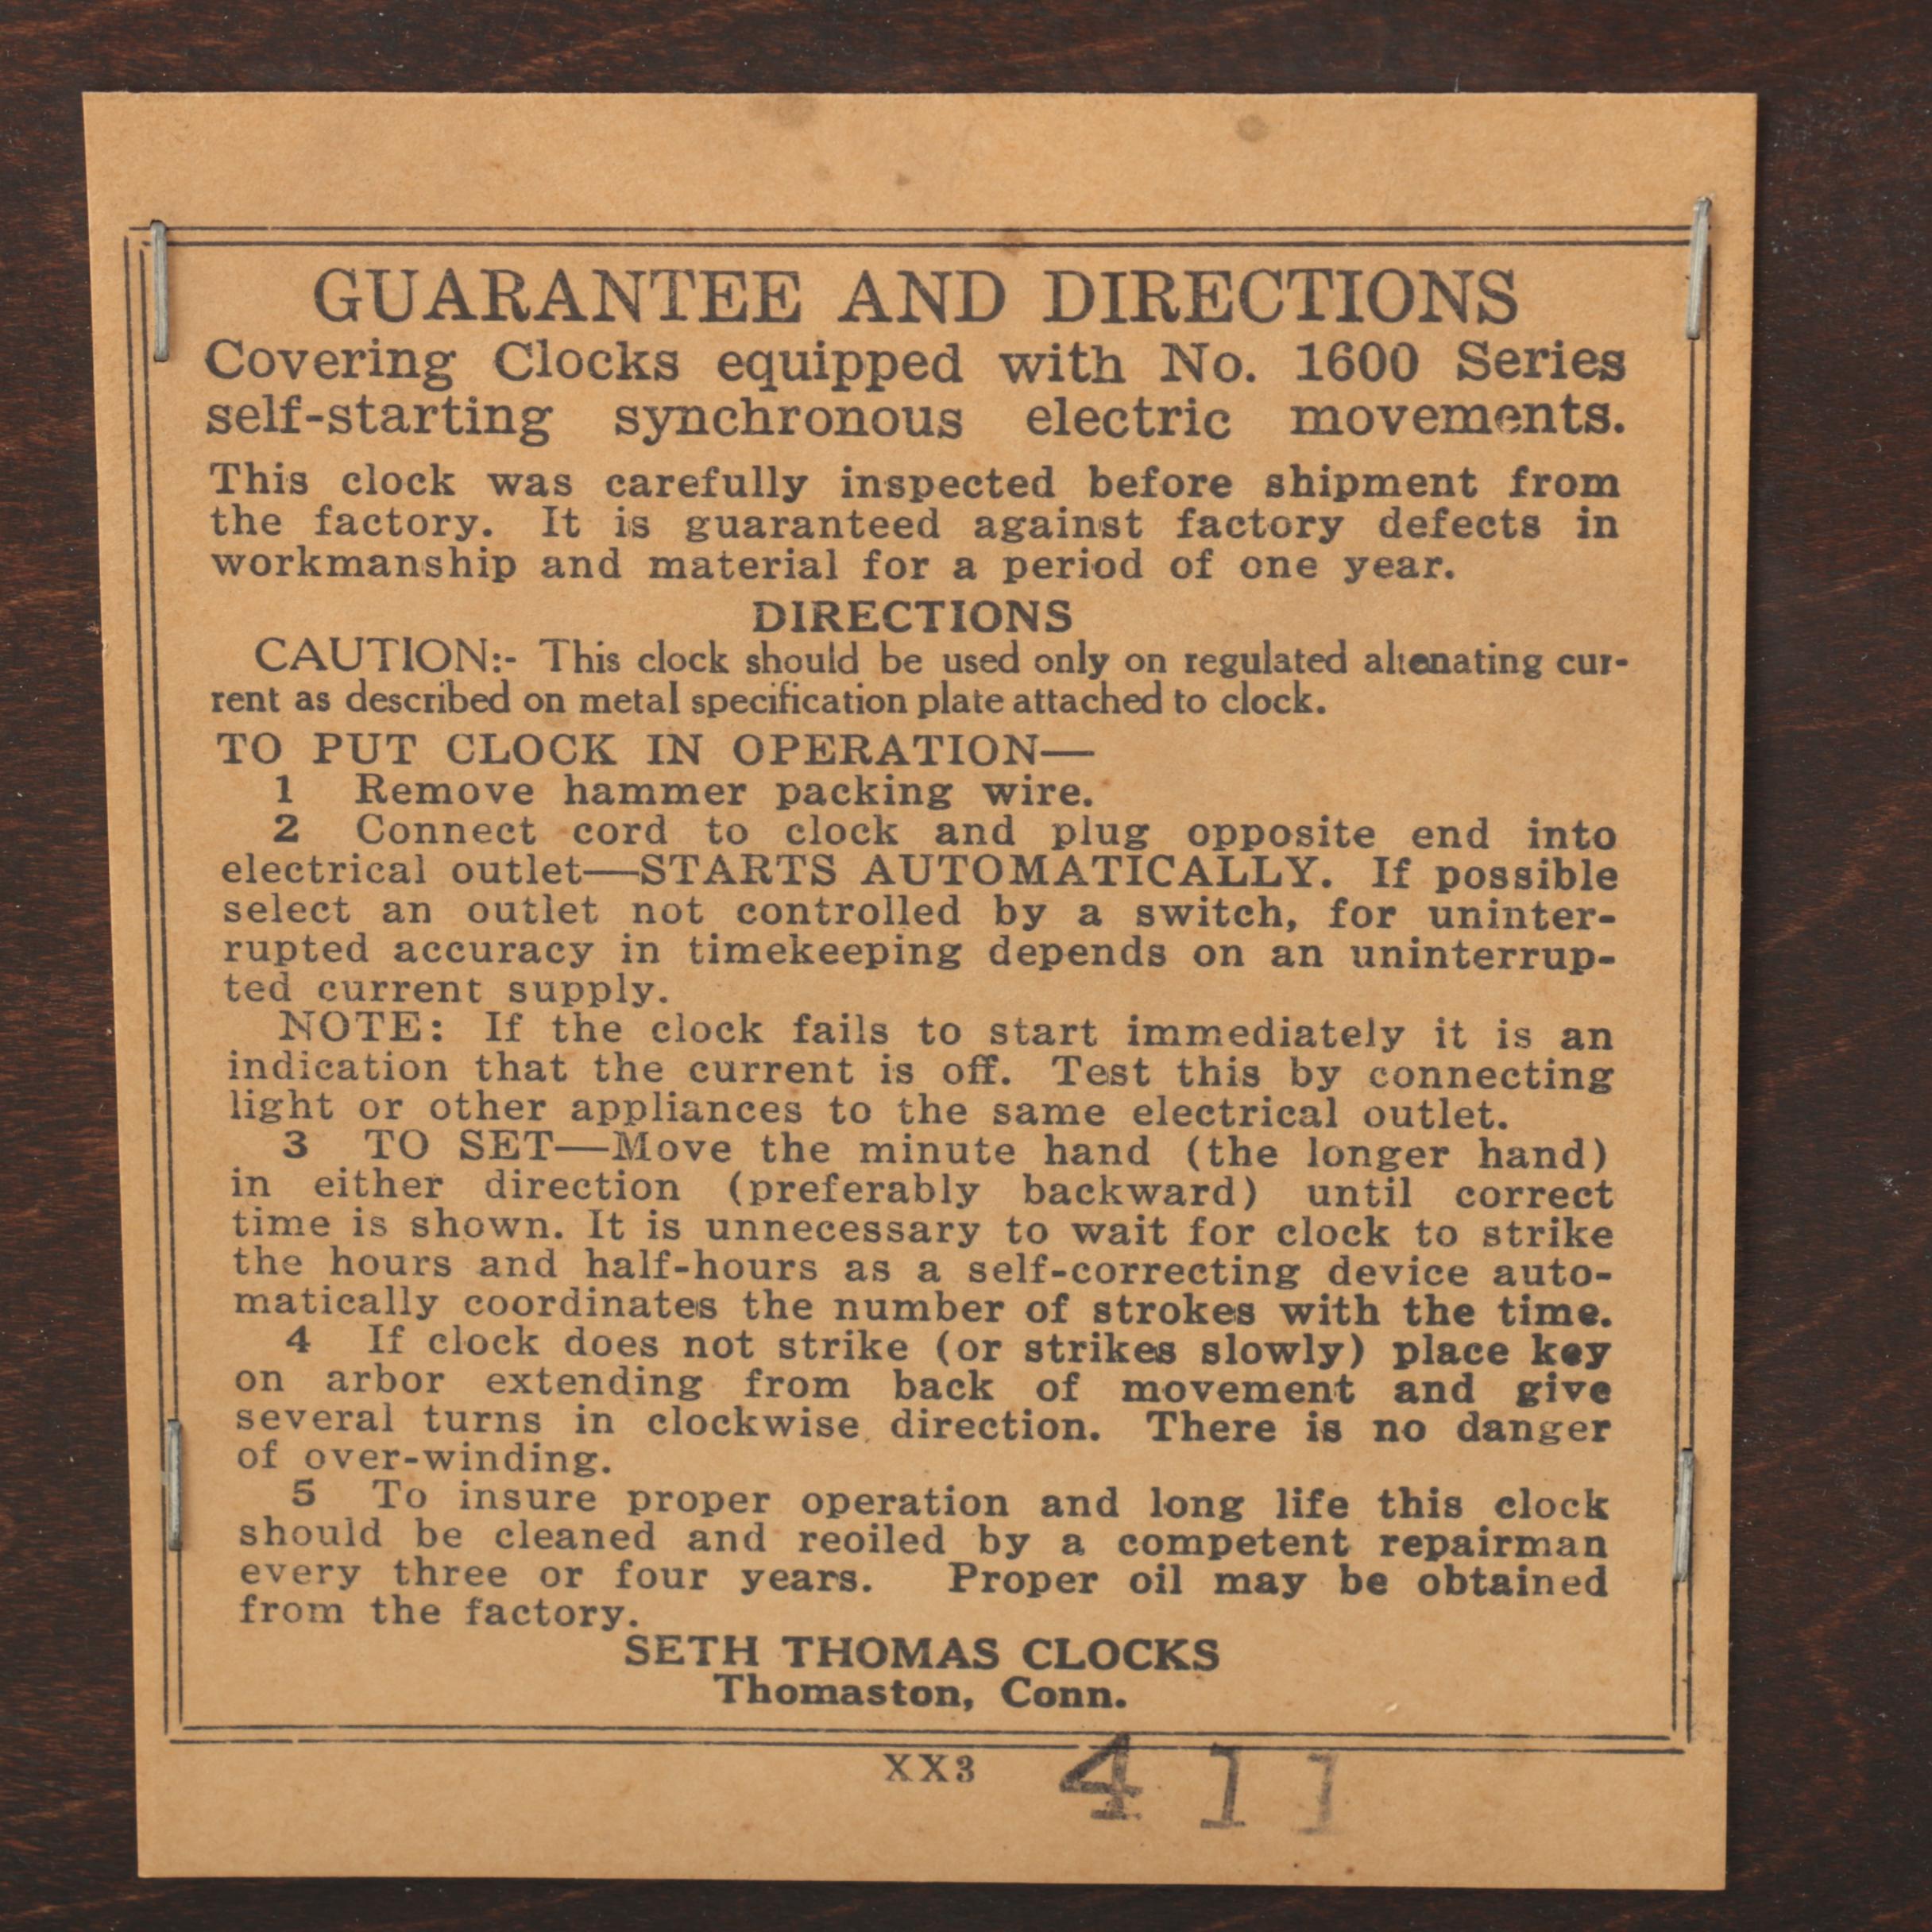 GUARANTEE AND DIRECTIONS
Covering Clocks equipped with No. 1600 Series
self-starting synchronous electric movements.
This clock was carefully inspected before shipment from
the factory. It is guaranteed against factory defects in
workmanship and material for a period of one year.
DIRECTIONS
CAUTION:- This clock should be used only on regulated altenating cur-
rent as described on metal specification plate attached to clock.
TO PUT CLOCK IN OPERATION—
1 Remove hammer packing wire.
2 Connect cord to clock and plug opposite end into
electrical outlet—STARTS AUTOMATICALLY. If possible
select an outlet not controlled by a switch, for uninter-
rupted accuracy in timekeeping depends on an uninterrup-
ted current supply.
NOTE: If the clock fails to start immediately it is an
indication that the current is off. Test this by connecting
light or other appliances to the same electrical outlet.
3 TO SET—Move the minute hand (the longer hand)
in either direction (preferably backward) until correct
time is shown. It is unnecessary to wait for clock to strike
the hours and half-hours as a self-correcting device auto-
matically coordinates the number of strokes with the time.
4 If clock does not strike (or strikes slowly) place key
on arbor extending from back of movement and give
several turns in clockwise direction. There is no danger
of over-winding.
5 To insure proper operation and long life this clock
should be cleaned and reoiled by a competent repairman
every three or four years. Proper oil may be obtained
from the factory.
SETH THOMAS CLOCKS
Thomaston, Conn.
XX3 411